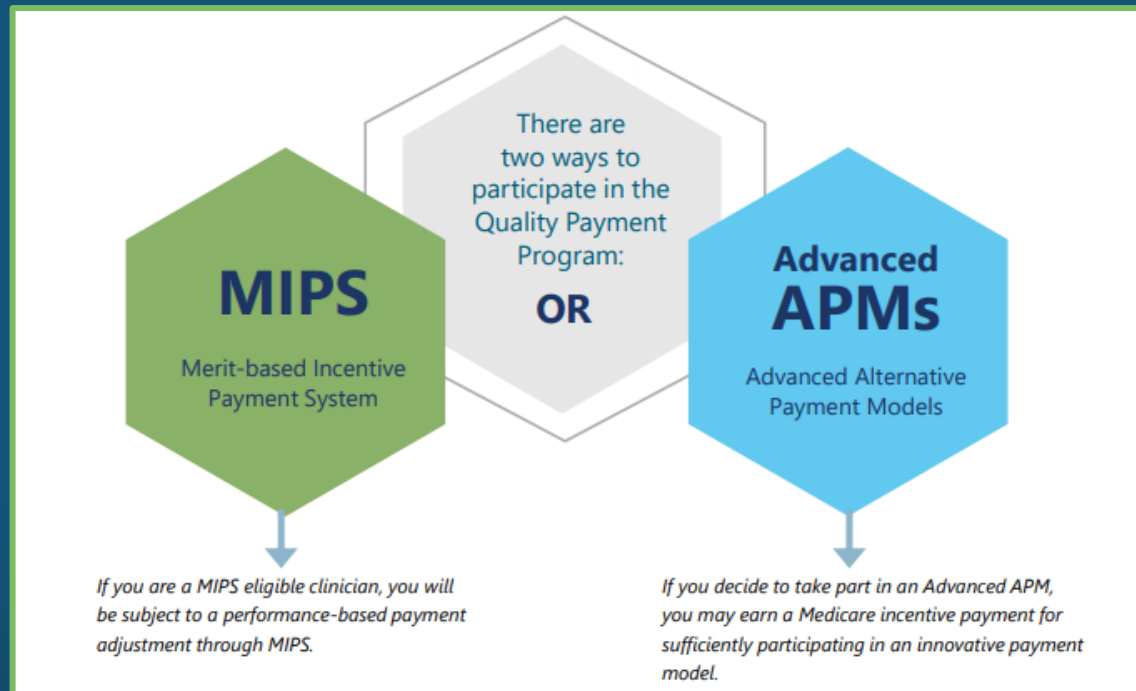 There are
two ways to
participate in the
Quality Payment
Program:
OR
MIPS
Merit-based Incentive
Payment System
Advanced
APMs
Advanced Alternative
Payment Models
If you are a MIPS eligible clinician, you will
be subject to a performance-based payment
adjustment through MIPS.
If you decide to take part in an Advanced APM,
you may earn a Medicare incentive payment for
sufficiently participating in an innovative payment
model.